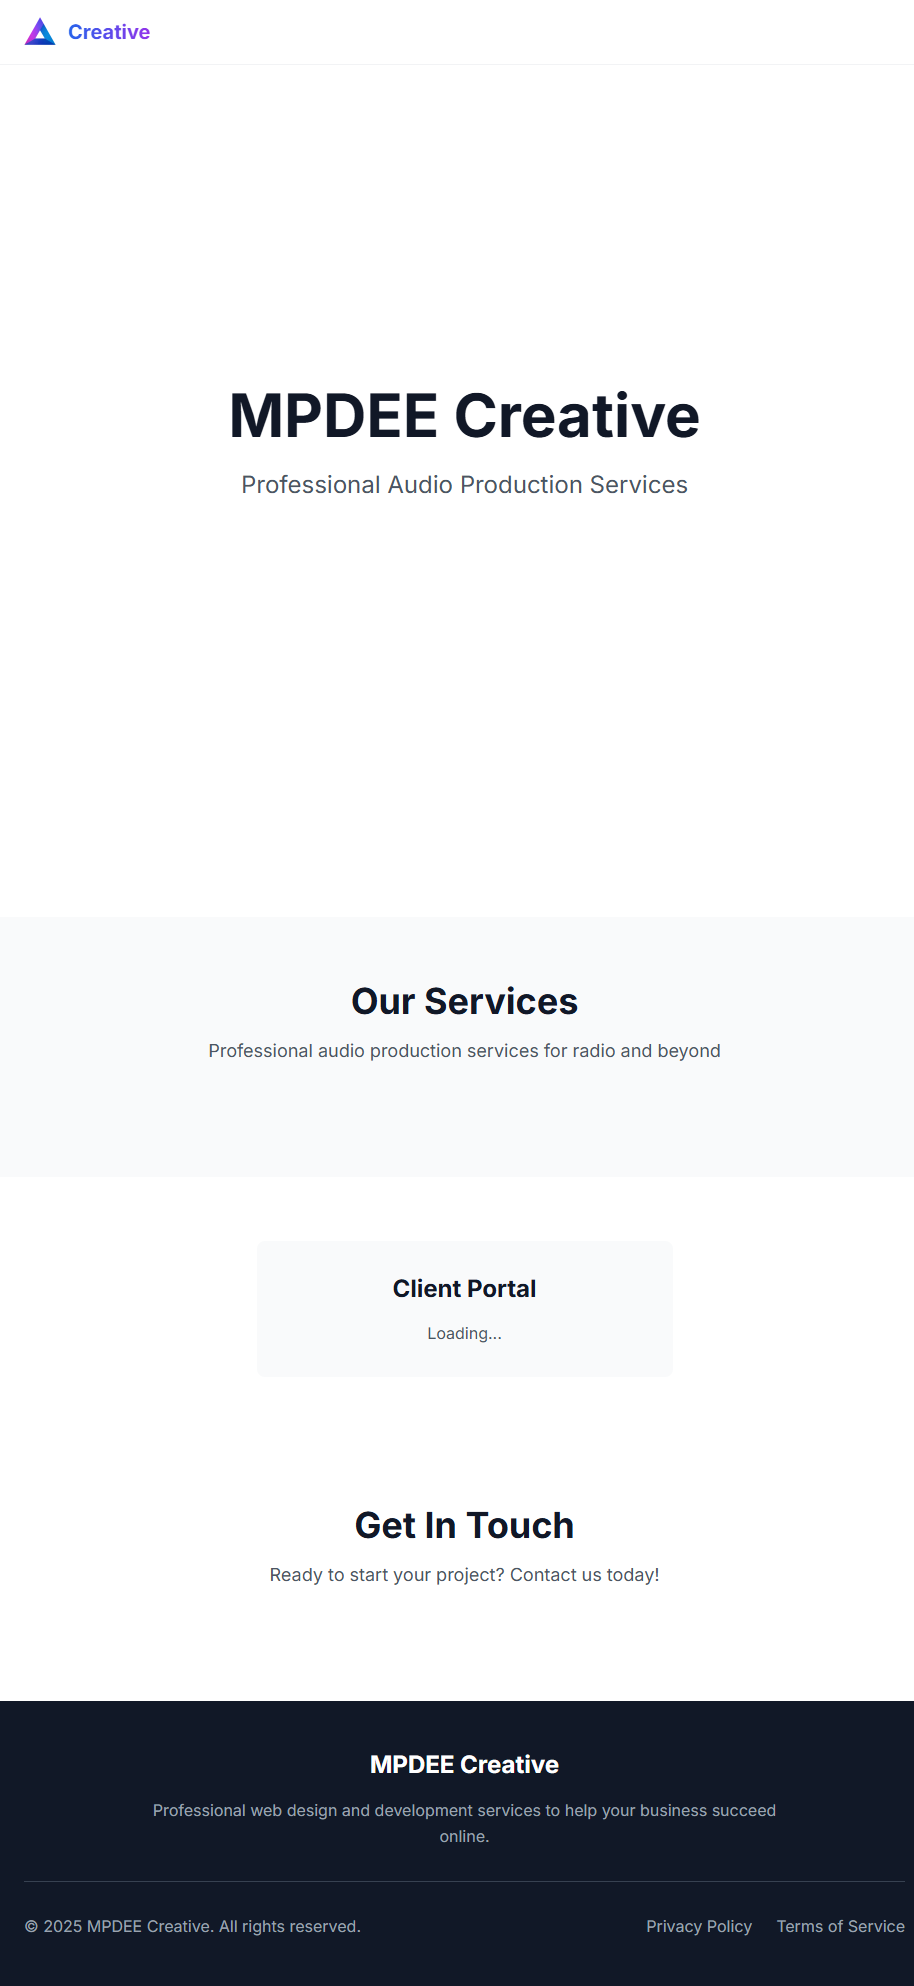 Creative
MPDEE Creative
Professional Audio Production Services
Our Services
Professional audio production services for radio and beyond
Client Portal
Loading...
Get In Touch
Ready to start your project? Contact us today!
MPDEE Creative
Professional web design and development services to help your business succeed
online.
© 2025 MPDEE Creative. All rights reserved.
Privacy Policy Terms of Service